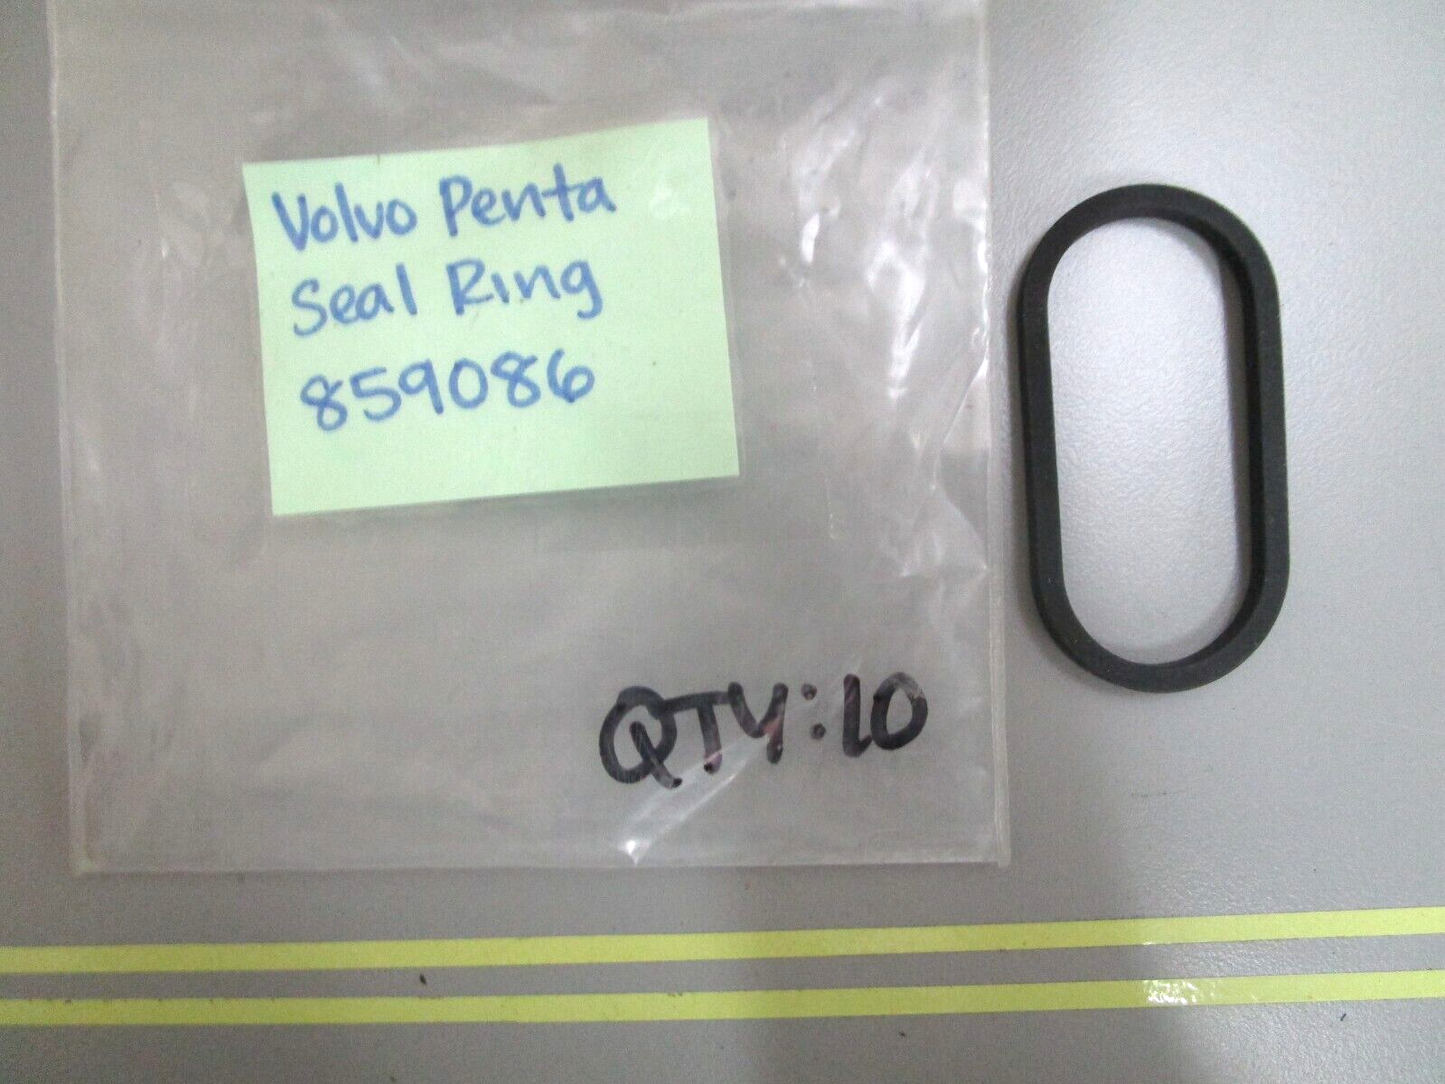 Volvo Penta
Seal Ring
859086
QTY:10